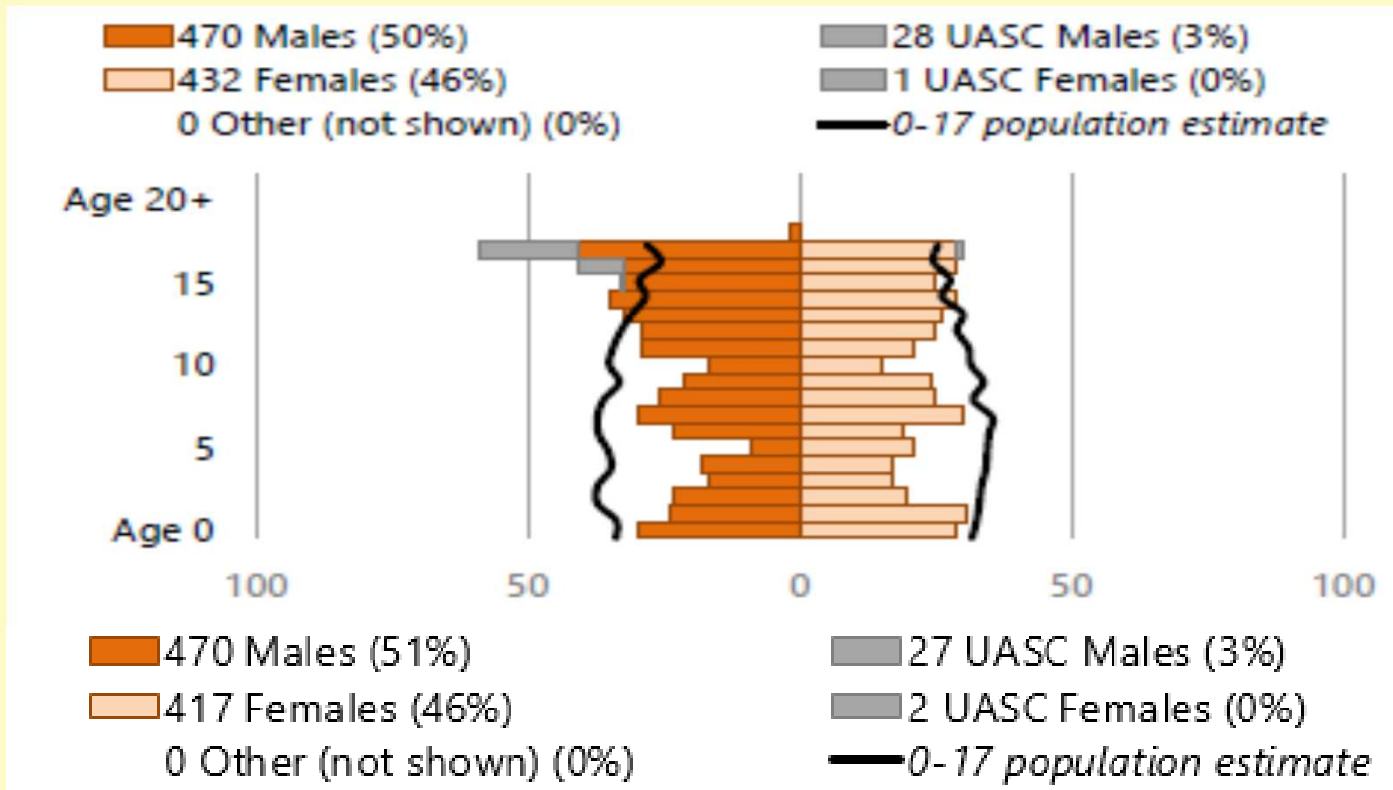 470 Males (50%) 28 UASC Males (3%)
432 Females (46%) 1 UASC Females (0%)
0 Other (not shown) (0%) 0-17 population estimate
Age 20+
15
10
5
Age 0
100 50 0 50 100
470 Males (51%) 27 UASC Males (3%)
417 Females (46%) 2 UASC Females (0%)
0 Other (not shown) (0%) 0-17 population estimate